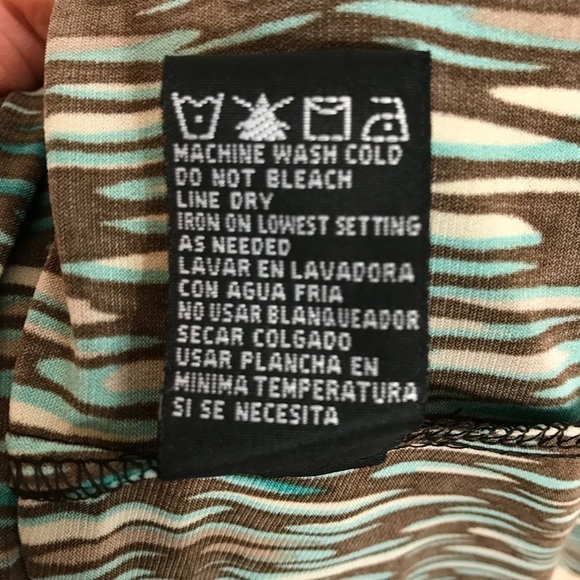 MACHINE WASH COLD
DO NOT BLEACH
LINE DRY
IRON ON LOWEST SETTING
AS NEEDED
LAVAR EN LAVADORA
CON AGUA FRIA
NO USAR BLANQUEADOR
SECAR COLGADO
USAR PLANCHA EN
MINIMA TEMPERATURA
SI SE NECESITA